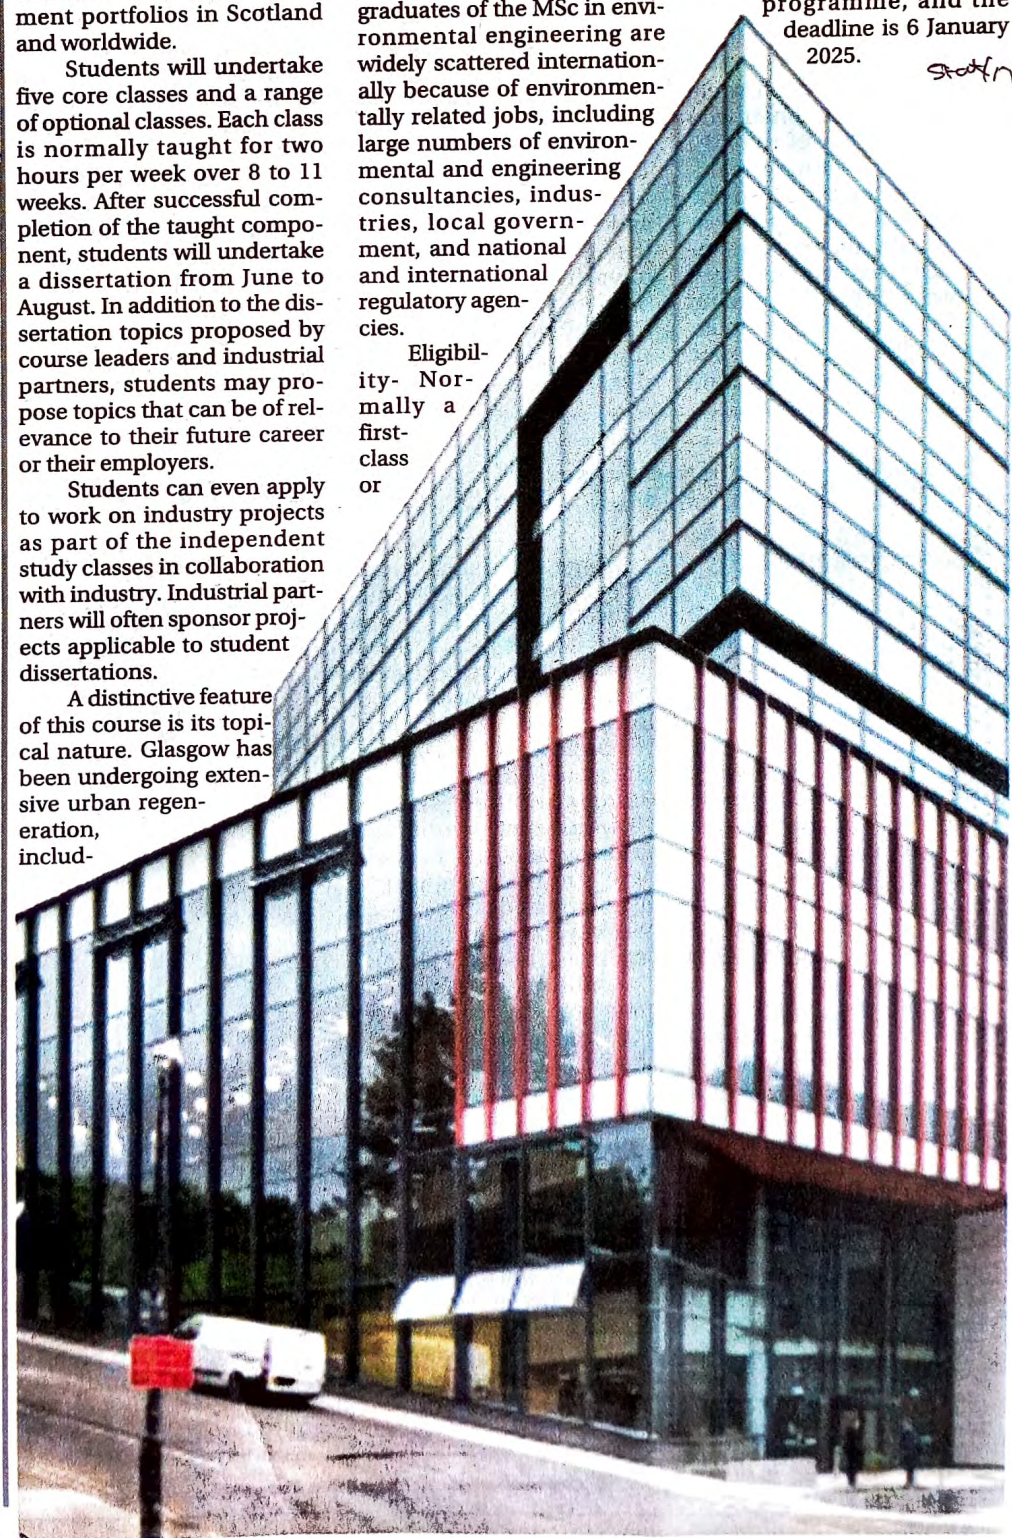 ment portfolios in Scotland
and worldwide.
Students will undertake
five core classes and a range
of optional classes. Each class
is normally taught for two
hours per week over 8 to 11
weeks. After successful com-
pletion of the taught compo-
nent, students will undertake
a dissertation from June to
August. In addition to the dis-
sertation topics proposed by
course leaders and industrial
partners, students may pro-
pose topics that can be of rel-
evance to their future career
or their employers.
Students can even apply
to work on industry projects
as part of the independent
study classes in collaboration
with industry. Industrial part-
ners will often sponsor proj-
ects applicable to student
dissertations.
A distinctive feature
of this course is its topi-
cal nature. Glasgow has
been undergoing exten-
sive urban regen-
eration,
includ-
graduates of the MSc in envi-
ronmental engineering are
widely scattered internation-
ally because of environmen-
tally related jobs, including
large numbers of environ-
mental and engineering
consultancies, indus-
tries, local govern-
ment, and national
and international
regulatory agen-
cies.
Eligibil-
ity- Nor-
mally a
first-
class
or
programme, and the
deadline is 6 January
2025.